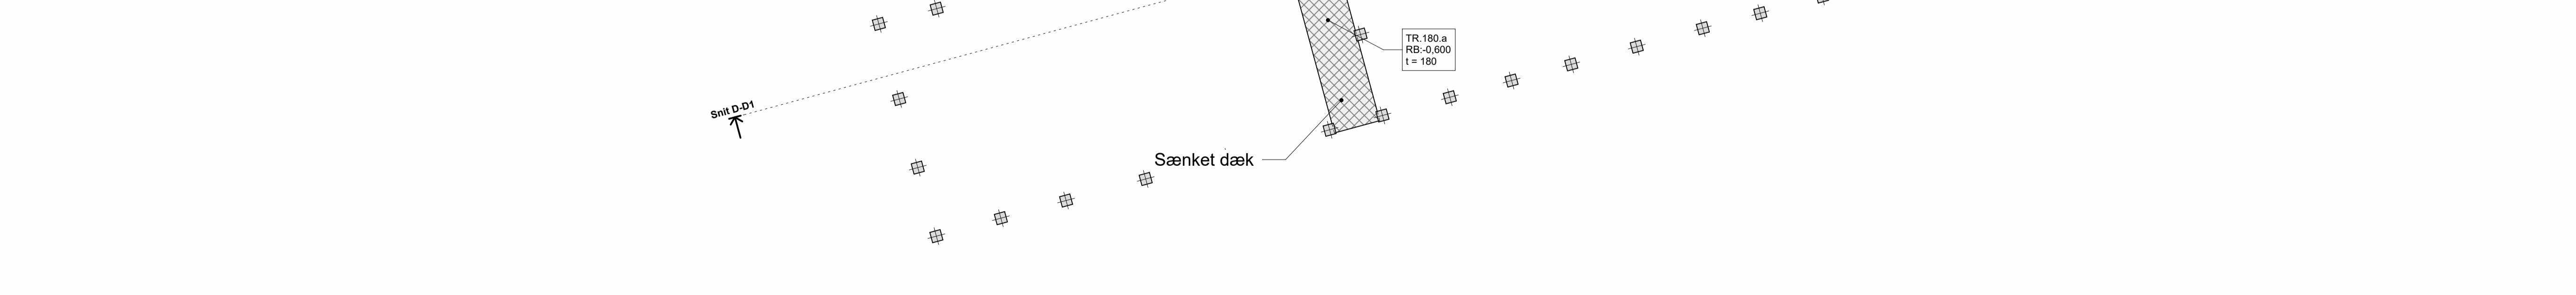 TR.180.a
RB:-0,600
t = 180
Snit D-D1
Sænket dæk